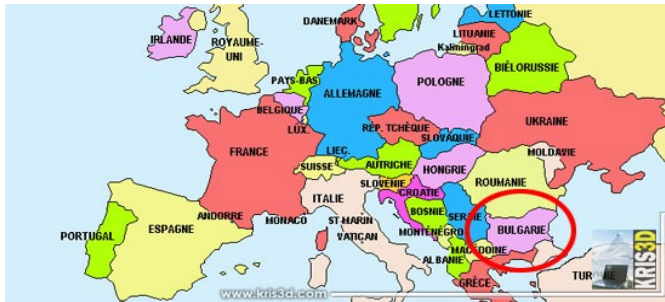 DANEMARK
LETTONIE
LITUANIE
Kaliningrad
IRLANDE
ROYAUME-
UNI
BIÉLORUSSIE
PAYS-BAS
POLOGNE
ALLEMAGNE
BELGIQUE
UKRAINE
LUX.
RÉP. TCHÈQUE
SLOVAQUIE
FRANCE
LIEC.
MOLDAVIE
SUISSE
AUTRICHE
HONGRIE
ROUMANIE
SLOVÉNIE
CROATIE
ITALIE
BOSNIE
SERBIE
ANDORRE
MONACO
ST-MARIN
BULGARIE
PORTUGAL
ESPAGNE
VATICAN
MONTÉNÉGRO
MACÉDOINE
ALBANIE
GRÈCE
www.kris3d.com
KRIS3D